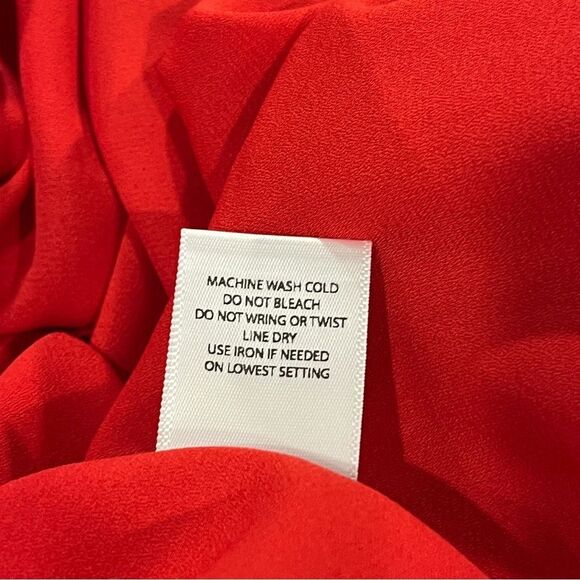 MACHINE WASH COLD
DO NOT BLEACH
DO NOT WRING OR TWIST
LINE DRY
USE IRON IF NEEDED
ON LOWEST SETTING